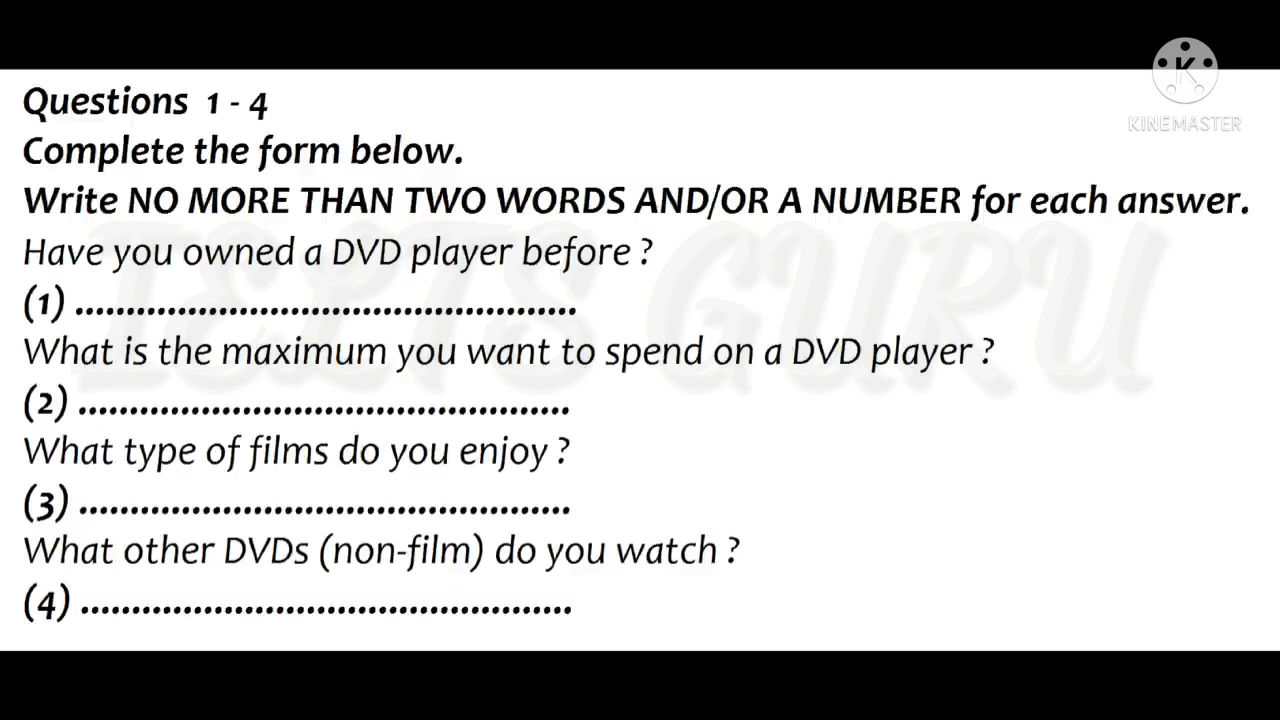 KINEMASTER
Questions 1 - 4
Complete the form below.
Write NO MORE THAN TWO WORDS AND/OR A NUMBER for each answer.
Have you owned a DVD player before ?
(1) ................................................
What is the maximum you want to spend on a DVD player ?
(2) ................................................
What type of films do you enjoy ?
(3) ................................................
What other DVDs (non-film) do you watch ?
(4) ................................................
IELTS GURU